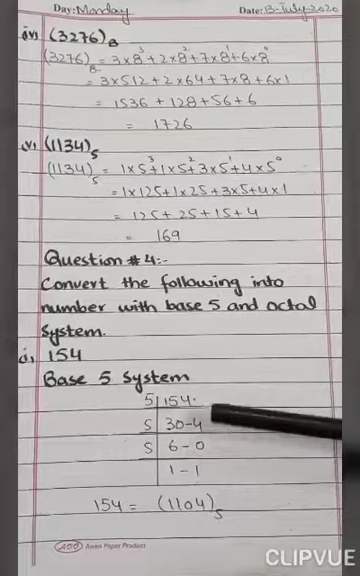 Day: Monday Date: 13-July-2020
iv) (3276)₈
(3276)₈ = 3×8³+2×8²+7×8¹+6×8⁰
= 3×512+2×64+7×8+6×1
= 1536+128+56+6
= 1726
v) (1134)₅
(1134)₅ = 1×5³+1×5²+3×5¹+4×5⁰
= 1×125+1×25+3×5+4×1
= 125+25+15+4
= 169
Question #4:-
Convert the following into
number with base 5 and octal
System.
i, 154
Base 5 System
5 | 154.
5 | 30-4
5 | 6-0
| 1-1
154 = (1104)₅
Awan Paper Product
CLIPVUE